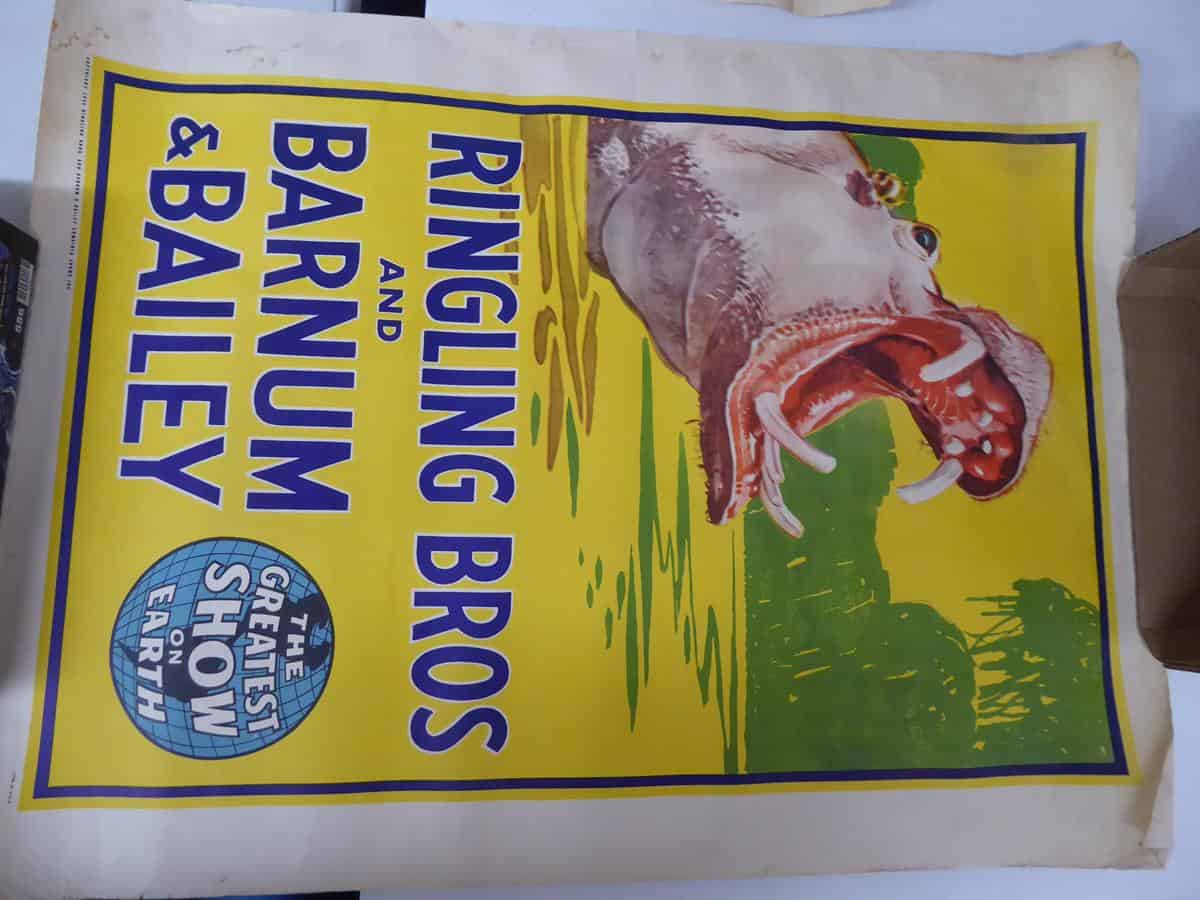 RINGLING BROS
AND
BARNUM
& BAILEY
THE
GREATEST
SHOW
ON
EARTH